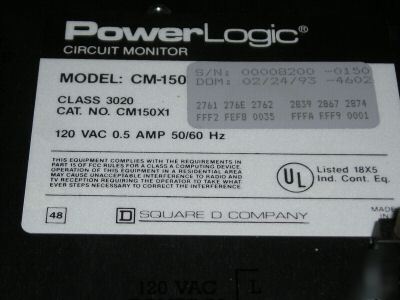 PowerLogic®
CIRCUIT MONITOR
MODEL: CM-150
S/N: 00008200 -0150
DOM: 02/24/93 -4602
CLASS 3020
CAT. NO. CM150X1
2761 276E 2762 2839 2867 2874
FFF2 FEFB 0035 FFFA EFF9 0001
120 VAC 0.5 AMP 50/60 Hz
THIS EQUIPMENT COMPLIES WITH THE REQUIREMENTS IN
PART 15 OF FCC RULES FOR A CLASS A COMPUTING DEVICE.
OPERATION OF THIS EQUIPMENT IN A RESIDENTIAL AREA
MAY CAUSE UNACCEPTABLE INTERFERENCE TO RADIO AND
TV RECEPTION REQUIRING THE OPERATOR TO TAKE WHAT
EVER STEPS NECESSARY TO CORRECT THE INTERFERENCE
UL Listed 18X5
Ind. Cont. Eq.
48
D SQUARE D COMPANY
MADE
IN
120 VAC L